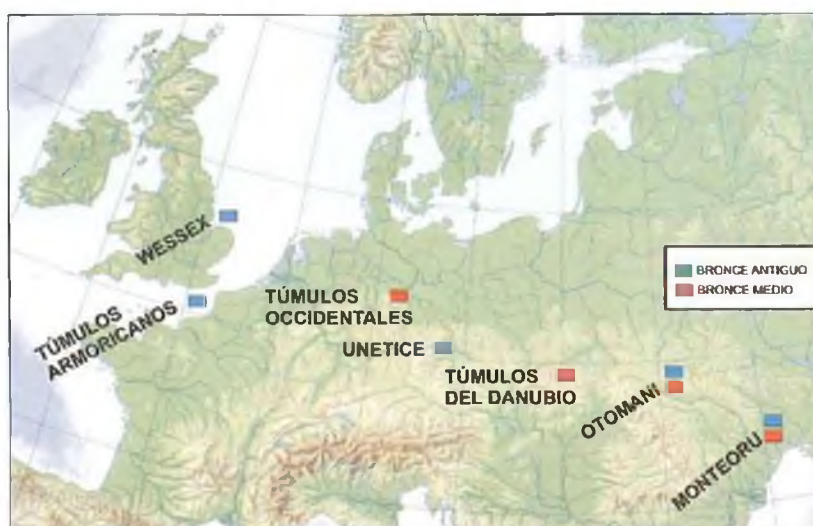 WESSEX
TÚMULOS
ARMORICANOS
TÚMULOS
OCCIDENTALES
UNETICE
TÚMULOS
DEL DANUBIO
OTOMANI
MONTEORU
BRONCE ANTIGUO
BRONCE MEDIO